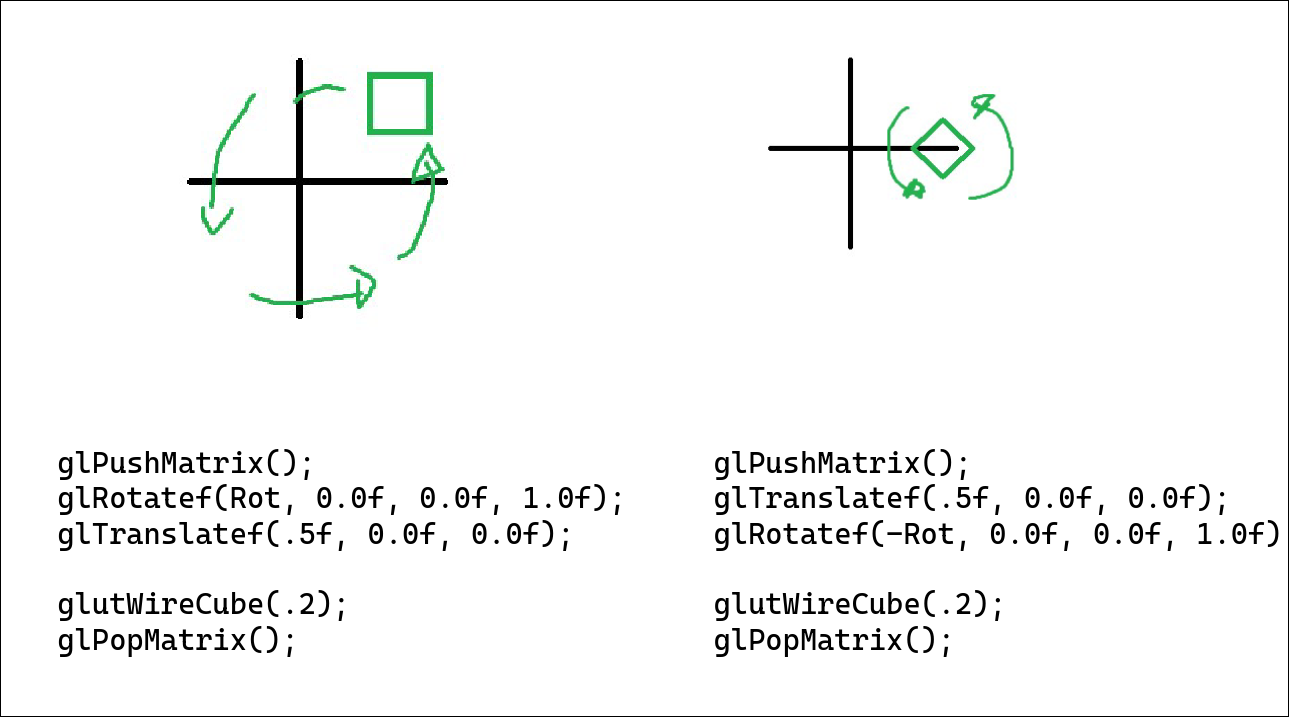 glPushMatrix();
glRotatef(Rot, 0.0f, 0.0f, 1.0f);
glTranslatef(.5f, 0.0f, 0.0f);
glutWireCube(.2);
glPopMatrix();
glPushMatrix();
glTranslatef(.5f, 0.0f, 0.0f);
glRotatef(-Rot, 0.0f, 0.0f, 1.0f)
glutWireCube(.2);
glPopMatrix();